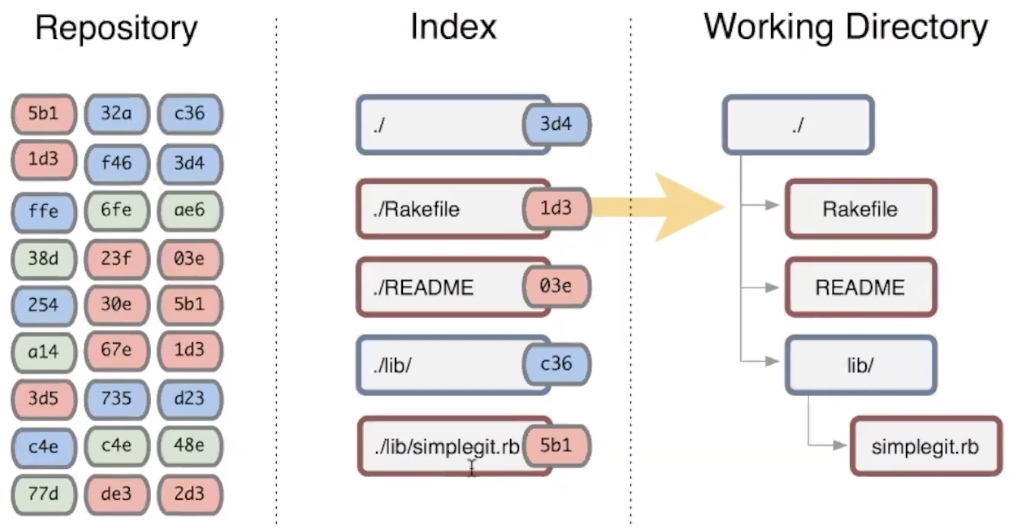 Repository
Index
Working Directory
5b1 32a c36
1d3 f46 3d4
ffe 6fe ae6
38d 23f 03e
254 30e 5b1
a14 67e 1d3
3d5 735 d23
c4e c4e 48e
77d de3 2d3
./ 3d4
./Rakefile 1d3
./README 03e
./lib/ c36
./lib/simplegit.rb 5b1
./
Rakefile
README
lib/
simplegit.rb